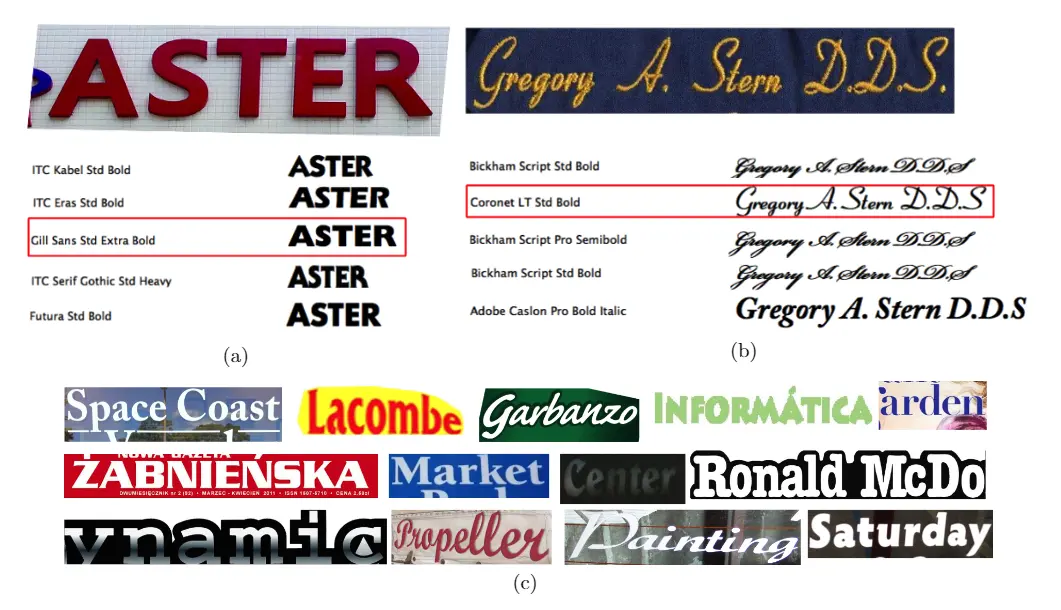 ASTER
Gregory A. Stern D.D.S.
ITC Kabel Std Bold ASTER
ITC Eras Std Bold ASTER
Gill Sans Std Extra Bold ASTER
ITC Serif Gothic Std Heavy ASTER
Futura Std Bold ASTER
(a)
Bickham Script Std Bold Gregory A. Stern D.D.S
Coronet LT Std Bold Gregory A. Stern D.D.S
Bickham Script Pro Semibold Gregory A. Stern D.D.S
Bickham Script Std Bold Gregory A. Stern D.D.S
Adobe Caslon Pro Bold Italic Gregory A. Stern D.D.S
(b)
Space Coast
Lacombe
Garbanzo
INFORMÁTICA
arden
NOWA GAZETA
ŻABNIEŃSKA
DWUMIESIĘCZNIK nr 2 (92) • MARZEC - KWIECIEŃ 2011 • ISSN 1607-6710 • CENA 2,50zł
Market
Center
Ronald McDo
ynamic
Propeller
Painting
Saturday
(c)